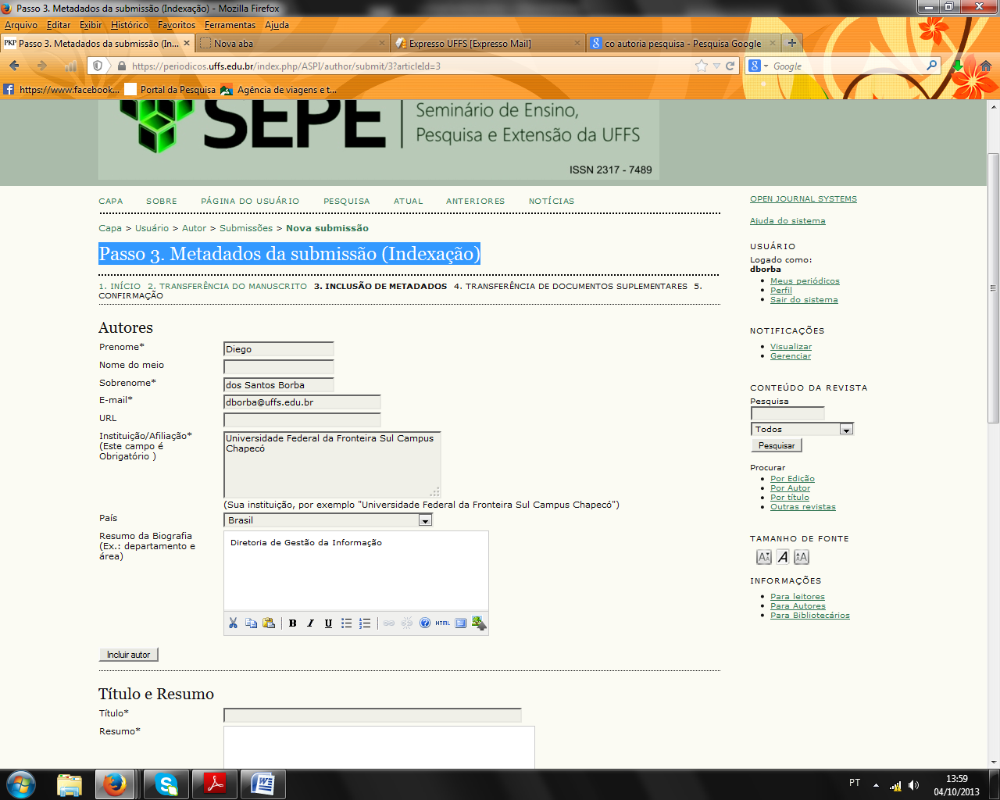 Passo 3. Metadados da submissão (Indexação) - Mozilla Firefox
Arquivo Editar Exibir Histórico Favoritos Ferramentas Ajuda
PKP Passo 3. Metadados da submissão (In...
Nova aba
Expresso UFFS [Expresso Mail]
co autoria pesquisa - Pesquisa Google
https://periodicos.uffs.edu.br/index.php/ASPI/author/submit/3?articleId=3
Google
https://www.facebook... Portal da Pesquisa Agência de viagens e t...
SEPE
Seminário de Ensino,
Pesquisa e Extensão da UFFS
ISSN 2317 - 7489
CAPA SOBRE PÁGINA DO USUÁRIO PESQUISA ATUAL ANTERIORES NOTÍCIAS
Capa > Usuário > Autor > Submissões > Nova submissão
Passo 3. Metadados da submissão (Indexação)
1. INÍCIO 2. TRANSFERÊNCIA DO MANUSCRITO 3. INCLUSÃO DE METADADOS 4. TRANSFERÊNCIA DE DOCUMENTOS SUPLEMENTARES 5.
CONFIRMAÇÃO
Autores
Prenome* Diego
Nome do meio
Sobrenome* dos Santos Borba
E-mail* dborba@uffs.edu.br
URL
Instituição/Afiliação*
(Este campo é
Obrigatório )
Universidade Federal da Fronteira Sul Campus
Chapecó
(Sua instituição, por exemplo "Universidade Federal da Fronteira Sul Campus Chapecó")
País Brasil
Resumo da Biografia
(Ex.: departamento e
área)
Diretoria de Gestão da Informação
B I U HTML
Incluir autor
Título e Resumo
Título*
Resumo*
OPEN JOURNAL SYSTEMS
Ajuda do sistema
USUÁRIO
Logado como:
dborba
Meus periódicos
Perfil
Sair do sistema
NOTIFICAÇÕES
Visualizar
Gerenciar
CONTEÚDO DA REVISTA
Pesquisa
Todos
Pesquisar
Procurar
Por Edição
Por Autor
Por título
Outras revistas
TAMANHO DE FONTE
INFORMAÇÕES
Para leitores
Para Autores
Para Bibliotecários
PT
13:59
04/10/2013